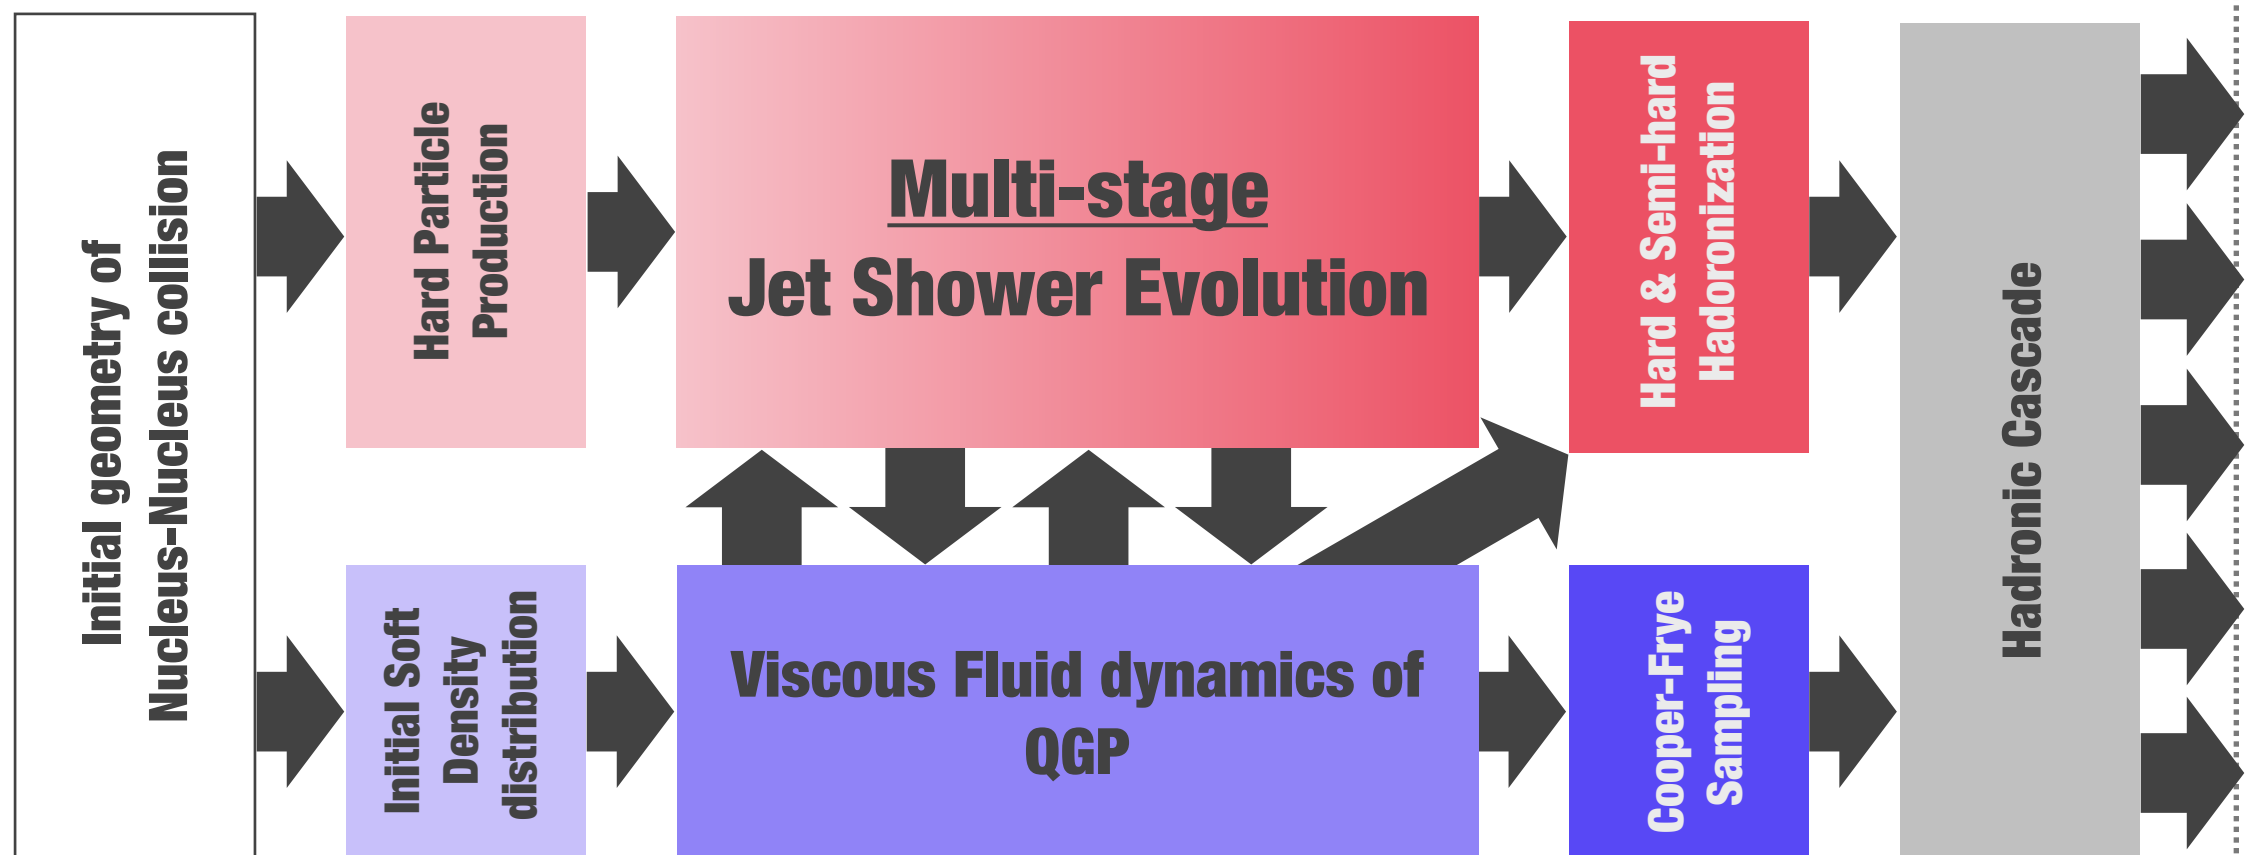 Initial geometry of
Nucleus-Nucleus collision
Hard Particle
Production
Multi-stage
Jet Shower Evolution
Hard & Semi-hard
Hadoronization
Initial Soft
Density
distribution
Viscous Fluid dynamics of
QGP
Cooper-Frye
Sampling
Hadronic Cascade